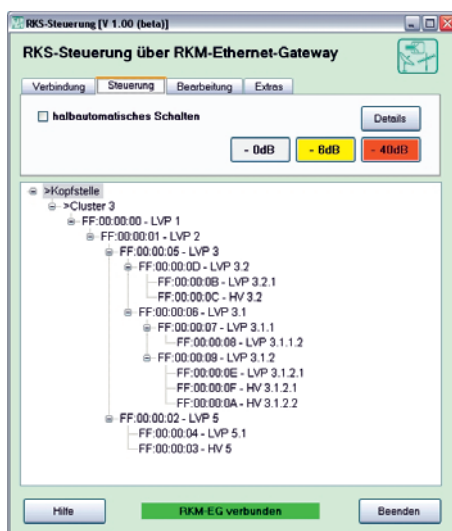 RKS-Steuerung [V 1.00 (beta)]
RKS-Steuerung über RKM-Ethernet-Gateway
Verbindung Steuerung Bearbeitung Extras
halbautomatisches Schalten
Details
- 0dB - 6dB - 40dB
>Kopfstelle
>Cluster 3
FF:00:00:00 - LVP 1
FF:00:00:01 - LVP 2
FF:00:00:05 - LVP 3
FF:00:00:0D - LVP 3.2
FF:00:00:0B - LVP 3.2.1
FF:00:00:0C - HV 3.2
FF:00:00:06 - LVP 3.1
FF:00:00:07 - LVP 3.1.1
FF:00:00:08 - LVP 3.1.1.2
FF:00:00:09 - LVP 3.1.2
FF:00:00:0E - LVP 3.1.2.1
FF:00:00:0F - HV 3.1.2.1
FF:00:00:0A - HV 3.1.2.2
FF:00:00:02 - LVP 5
FF:00:00:04 - LVP 5.1
FF:00:00:03 - HV 5
Hilfe RKM-EG verbunden Beenden